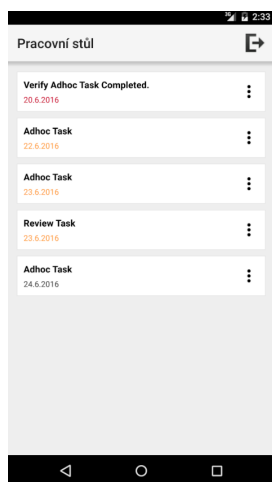 3G 2:33
Pracovní stůl
Verify Adhoc Task Completed.
20.6.2016
Adhoc Task
22.6.2016
Adhoc Task
23.6.2016
Review Task
23.6.2016
Adhoc Task
24.6.2016